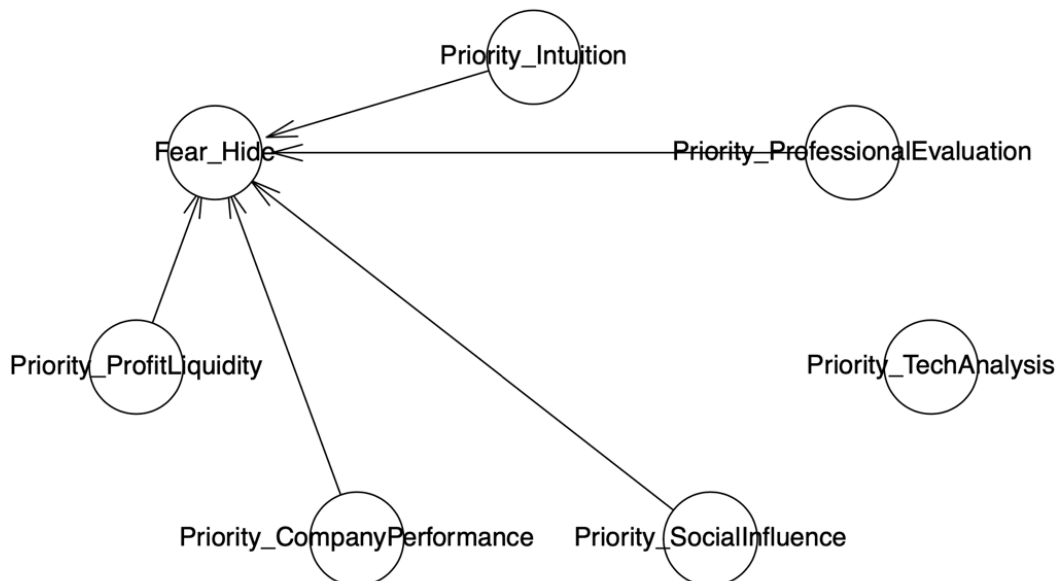 Priority_Intuition
Fear_Hide
Priority_ProfessionalEvaluation
Priority_ProfitLiquidity
Priority_TechAnalysis
Priority_CompanyPerformance
Priority_SocialInfluence